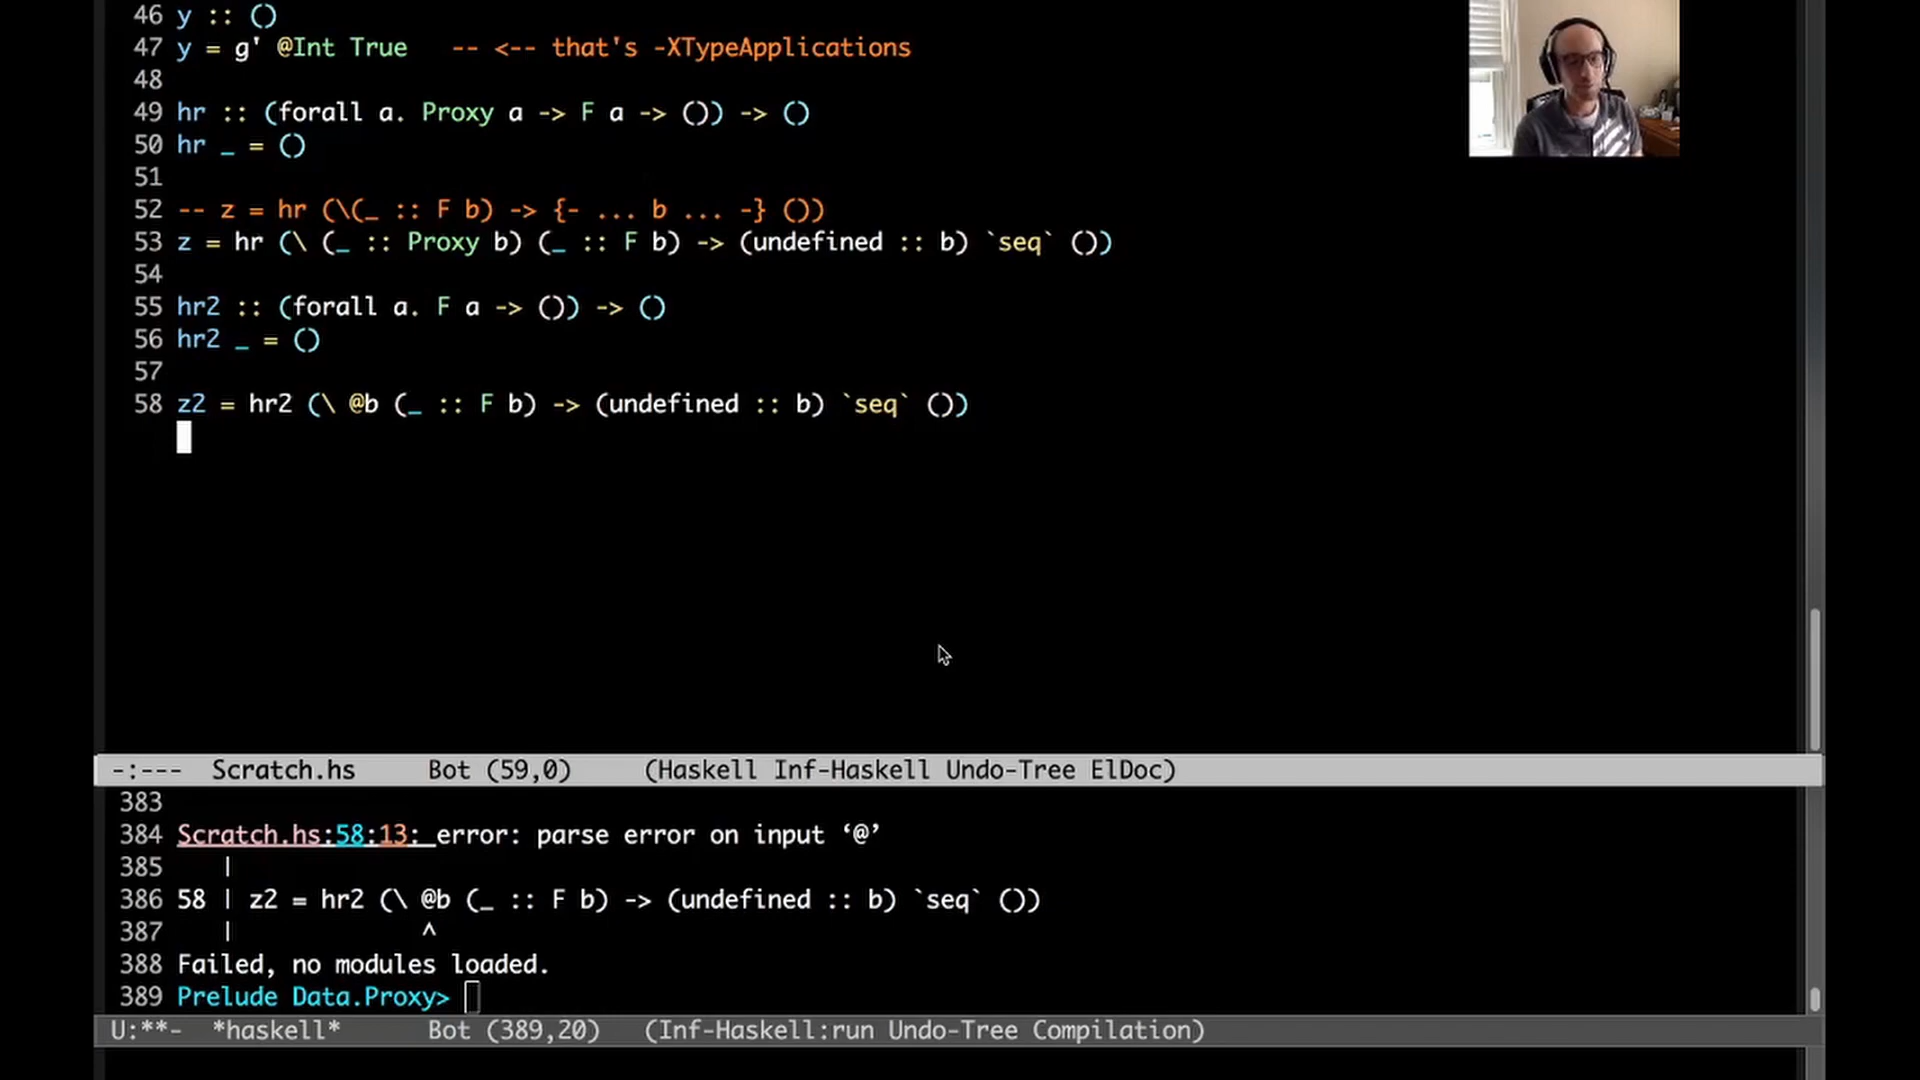 46 y :: ()
47 y = g' @Int True   -- <-- that's -XTypeApplications
48
49 hr :: (forall a. Proxy a -> F a -> ()) -> ()
50 hr _ = ()
51
52 -- z = hr (\(_ :: F b) -> {- ... b ... -} ())
53 z = hr (\ (_ :: Proxy b) (_ :: F b) -> (undefined :: b) `seq` ())
54
55 hr2 :: (forall a. F a -> ()) -> ()
56 hr2 _ = ()
57
58 z2 = hr2 (\ @b (_ :: F b) -> (undefined :: b) `seq` ())
-:---  Scratch.hs     Bot (59,0)     (Haskell Inf-Haskell Undo-Tree ElDoc)
383
384 Scratch.hs:58:13: error: parse error on input ‘@’
385    |
386 58 | z2 = hr2 (\ @b (_ :: F b) -> (undefined :: b) `seq` ())
387    |             ^
388 Failed, no modules loaded.
389 Prelude Data.Proxy>
U:**-  *haskell*      Bot (389,20)   (Inf-Haskell:run Undo-Tree Compilation)